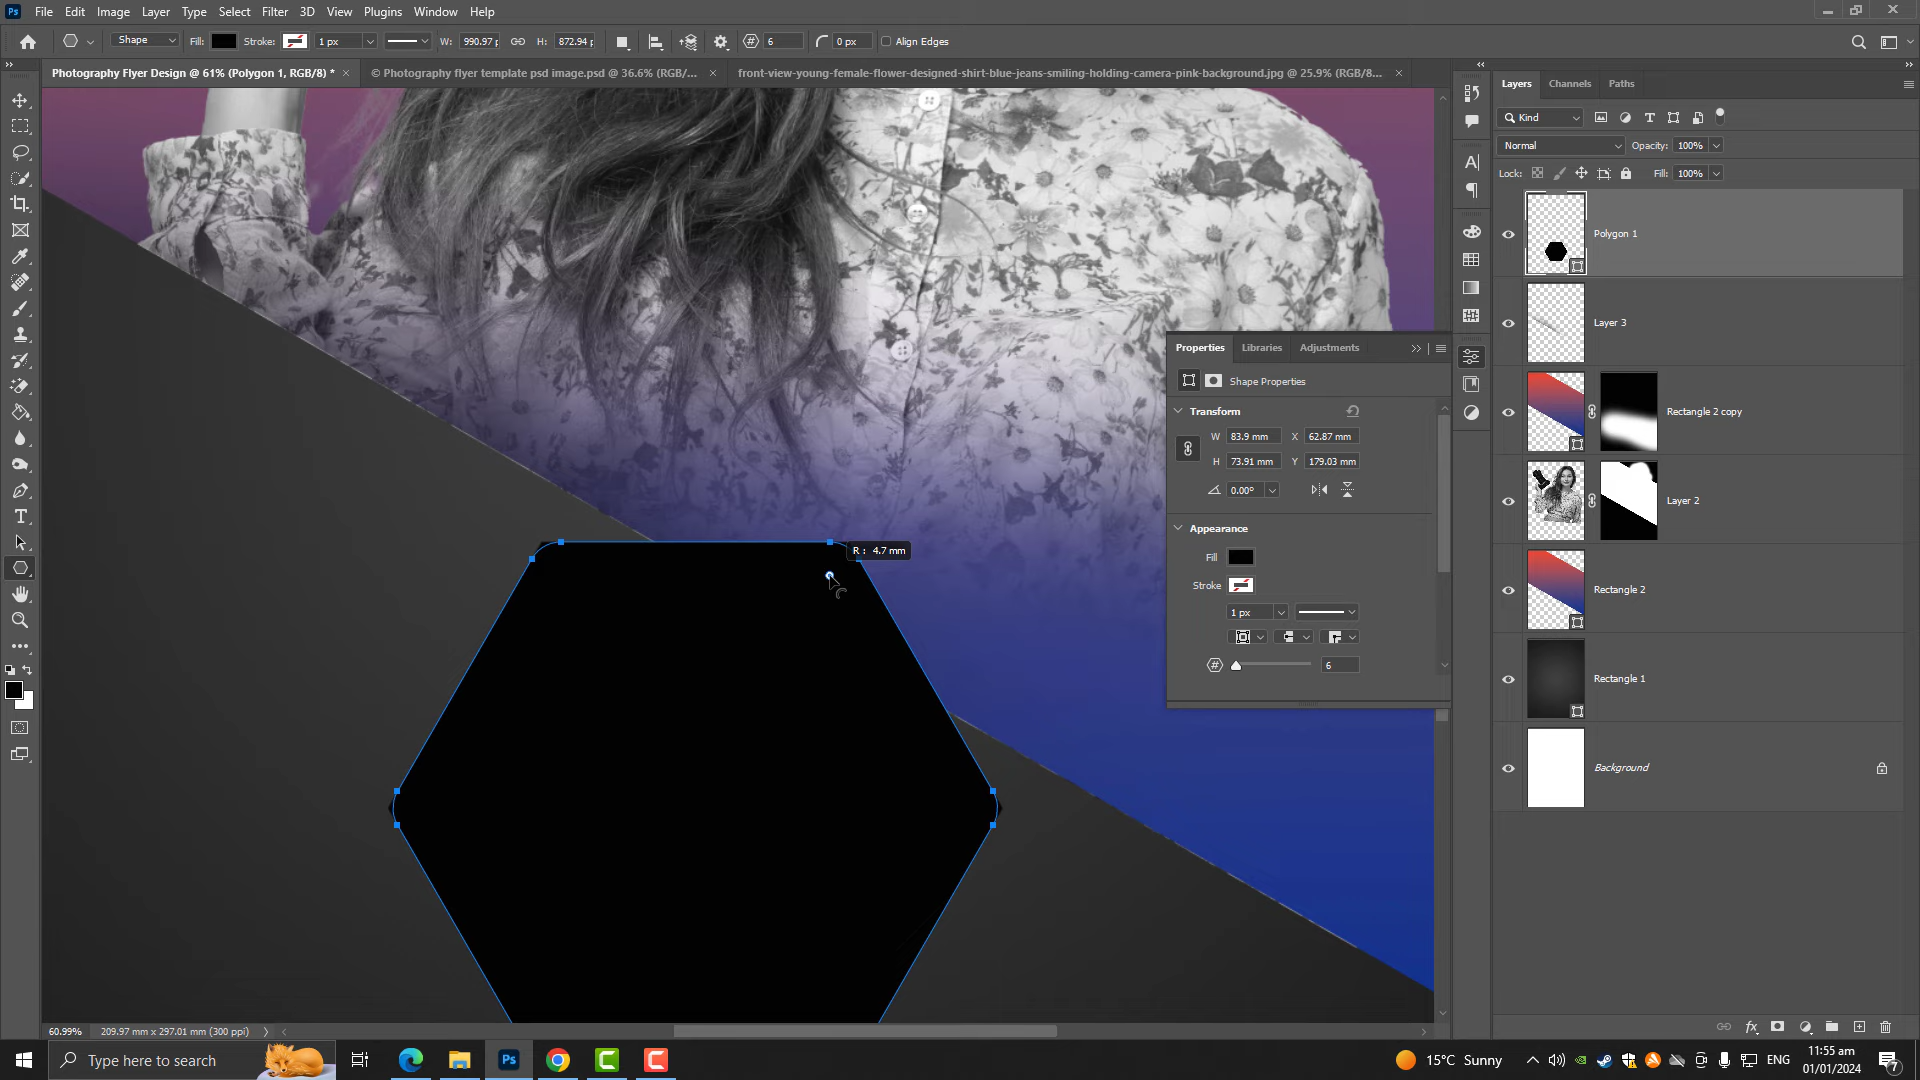 Ps File Edit Image Layer Type Select Filter 3D View Plugins Window Help
Shape Fill: Stroke: 1 px W: 990.97 p H: 872.94 p 6 0 px Align Edges
Photography Flyer Design @ 61% (Polygon 1, RGB/8) * × © Photography flyer template psd image.psd @ 36.6% (RGB/... × front-view-young-female-flower-designed-shirt-blue-jeans-smiling-holding-camera-pink-background.jpg @ 25.9% (RGB/8... ×
Layers Channels Paths
Kind
Normal Opacity: 100%
Lock: Fill: 100%
Polygon 1
Layer 3
Rectangle 2 copy
Layer 2
Rectangle 2
Rectangle 1
Background
Properties Libraries Adjustments
Shape Properties
Transform
W 83.9 mm X 62.87 mm
H 73.91 mm Y 179.03 mm
0.00°
Appearance
Fill
Stroke
1 px
6
R : 4.7 mm
60.99% 209.97 mm x 297.01 mm (300 ppi)
Type here to search
Ps
15°C Sunny
ENG
11:55 am
01/01/2024
7